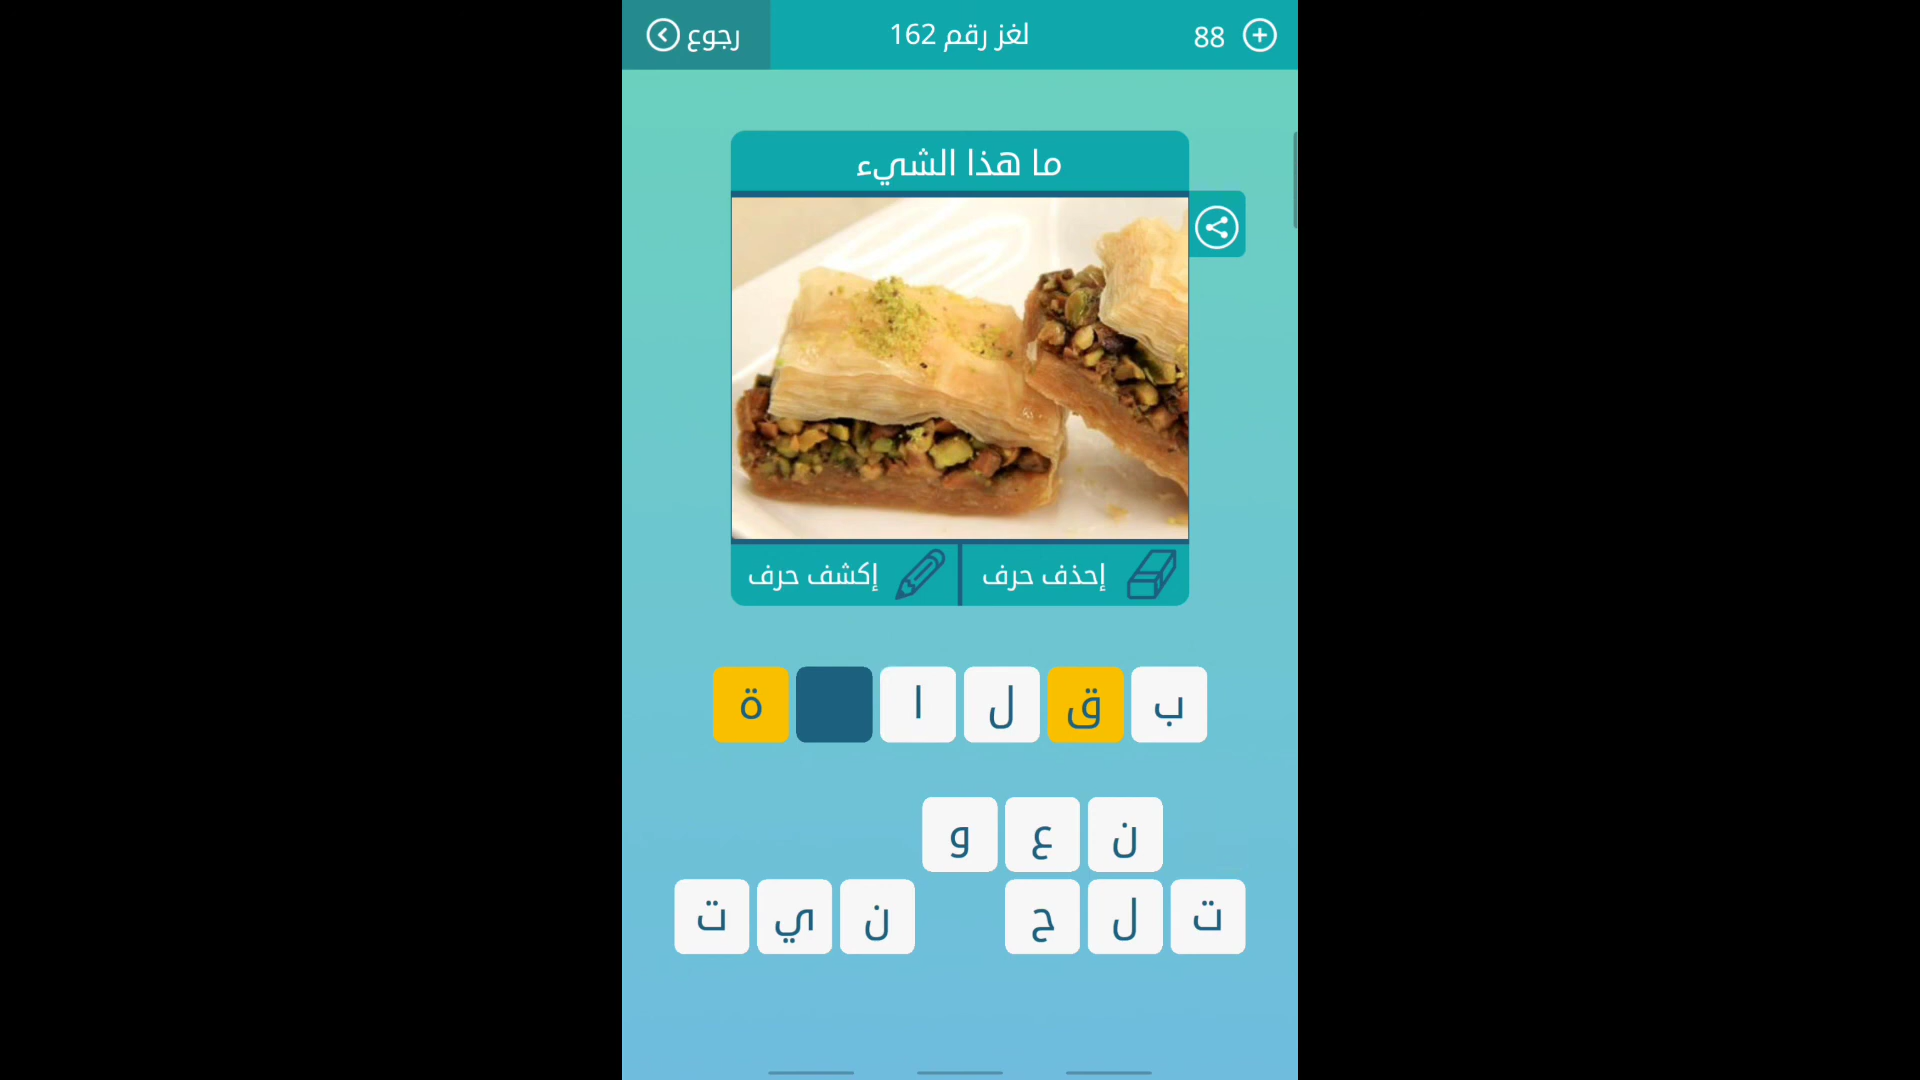 رجوع
لغز رقم 162
88
ما هذا الشيء
إحذف حرف
إكشف حرف
ب ق ل ا ة
ن ع و
ت ل ح ن ي ت